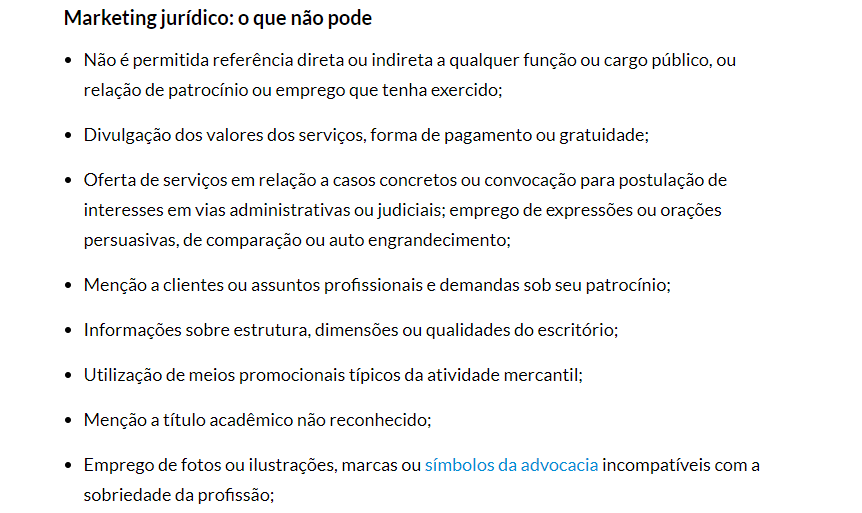 Marketing jurídico: o que não pode
• Não é permitida referência direta ou indireta a qualquer função ou cargo público, ou
relação de patrocínio ou emprego que tenha exercido;
• Divulgação dos valores dos serviços, forma de pagamento ou gratuidade;
• Oferta de serviços em relação a casos concretos ou convocação para postulação de
interesses em vias administrativas ou judiciais; emprego de expressões ou orações
persuasivas, de comparação ou auto engrandecimento;
• Menção a clientes ou assuntos profissionais e demandas sob seu patrocínio;
• Informações sobre estrutura, dimensões ou qualidades do escritório;
• Utilização de meios promocionais típicos da atividade mercantil;
• Menção a título acadêmico não reconhecido;
• Emprego de fotos ou ilustrações, marcas ou símbolos da advocacia incompatíveis com a
sobriedade da profissão;